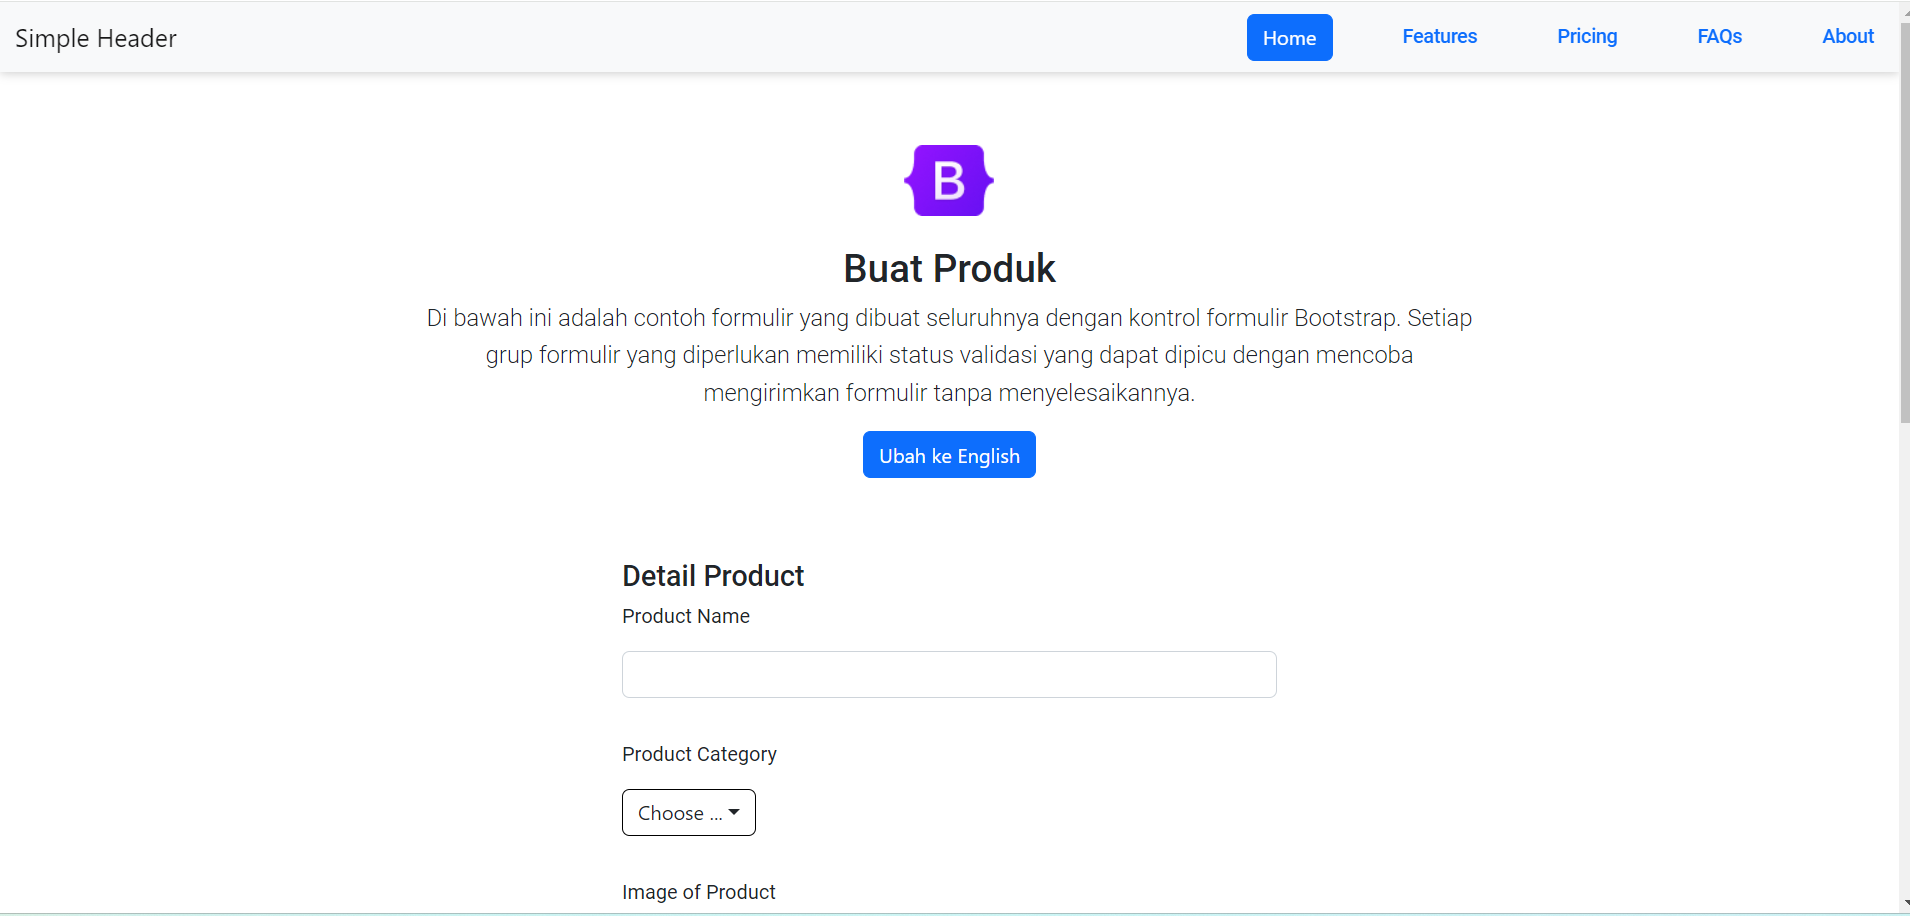 Simple Header
Home
Features
Pricing
FAQs
About
B
Buat Produk
Di bawah ini adalah contoh formulir yang dibuat seluruhnya dengan kontrol formulir Bootstrap. Setiap
grup formulir yang diperlukan memiliki status validasi yang dapat dipicu dengan mencoba
mengirimkan formulir tanpa menyelesaikannya.
Ubah ke English
Detail Product
Product Name
Product Category
Choose ...
Image of Product